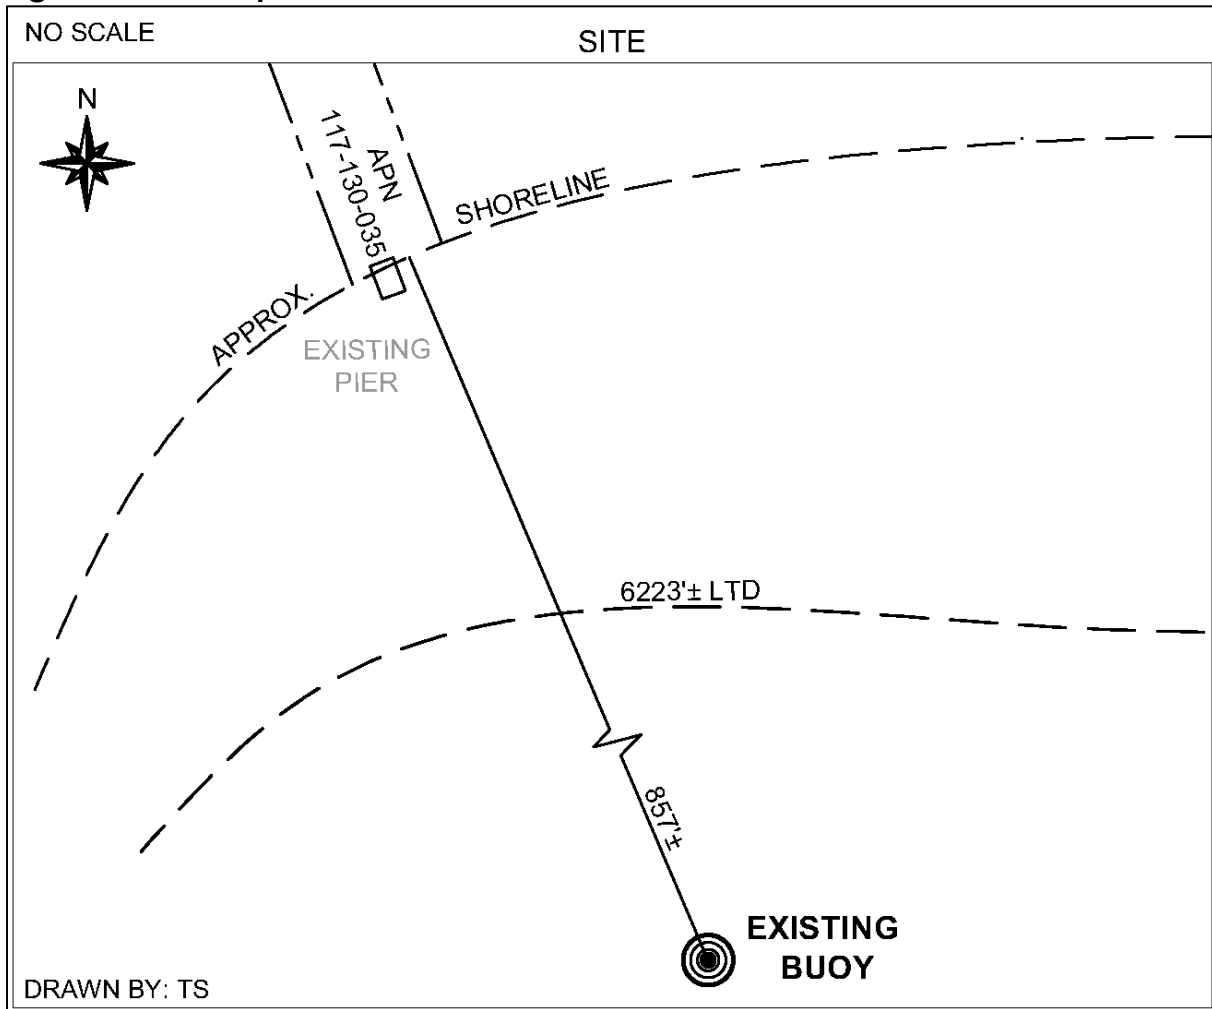 NO SCALE
SITE
N
APN
117-130-035
APPROX. SHORELINE
EXISTING
PIER
6223'± LTD
857'±
EXISTING
BUOY
DRAWN BY: TS